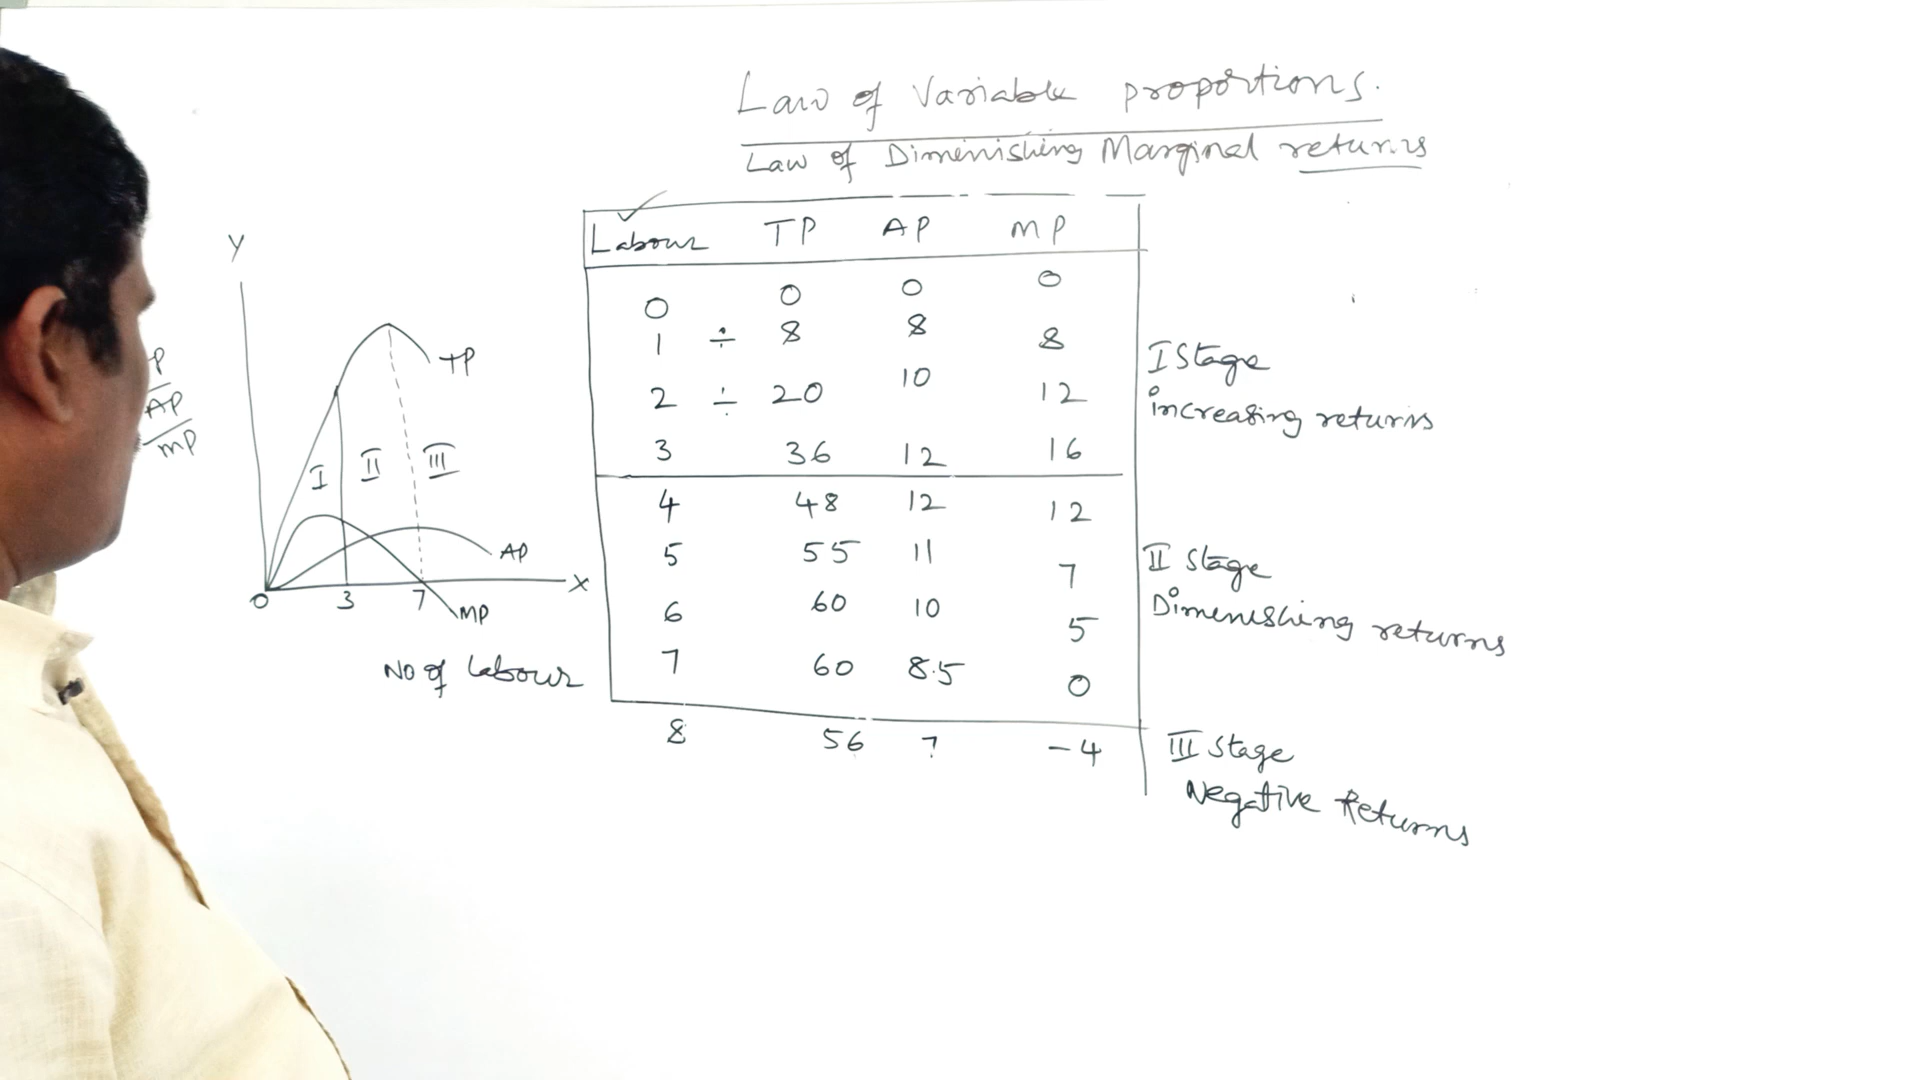 Law of Variable proportions.
Law of Dimenishing Marginal returns
Labour TP AP MP
0 0 0 0
1 ÷ 8 8 8
2 ÷ 20 10 12
3 36 12 16
4 48 12 12
5 55 11 7
6 60 10 5
7 60 8.5 0
8 56 7 -4
I Stage
increasing returns
II Stage
Dimenishing returns
III Stage
Negative Returns
Y
P
AP
MP
TP
I II III
AP
X
0 3 7
MP
No of Labour